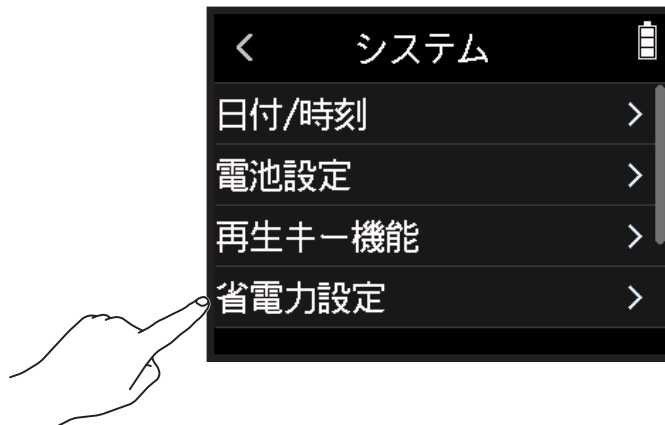 システム
日付/時刻
電池設定
再生キー機能
省電力設定